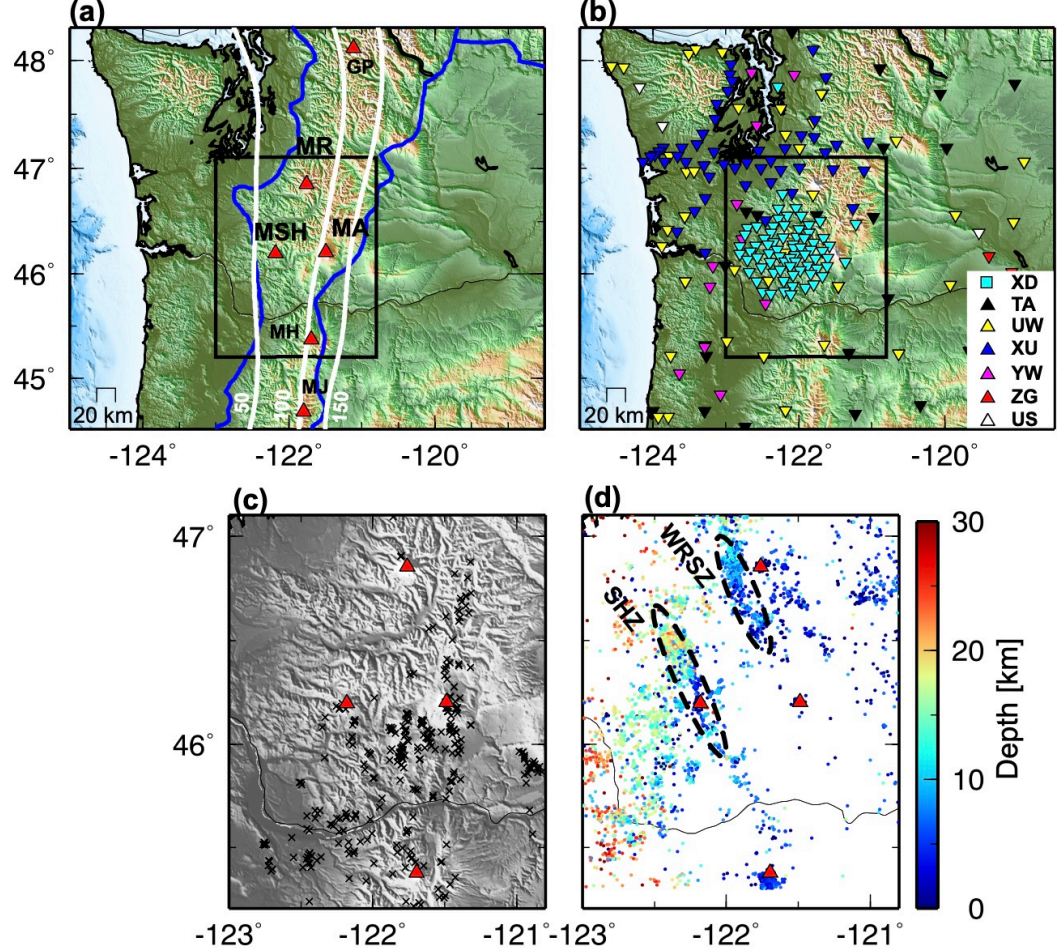 (a)
(b)
48°
47°
46°
45°
GP
MR
MSH
MA
MH
MJ
50
100
150
20 km
-124°
-122°
-120°
20 km
XD
TA
UW
XU
YW
ZG
US
-124°
-122°
-120°
(c)
(d)
47°
46°
WRSZ
SHZ
30
20
10
0
Depth [km]
-123°
-122°
-121°
-123°
-122°
-121°